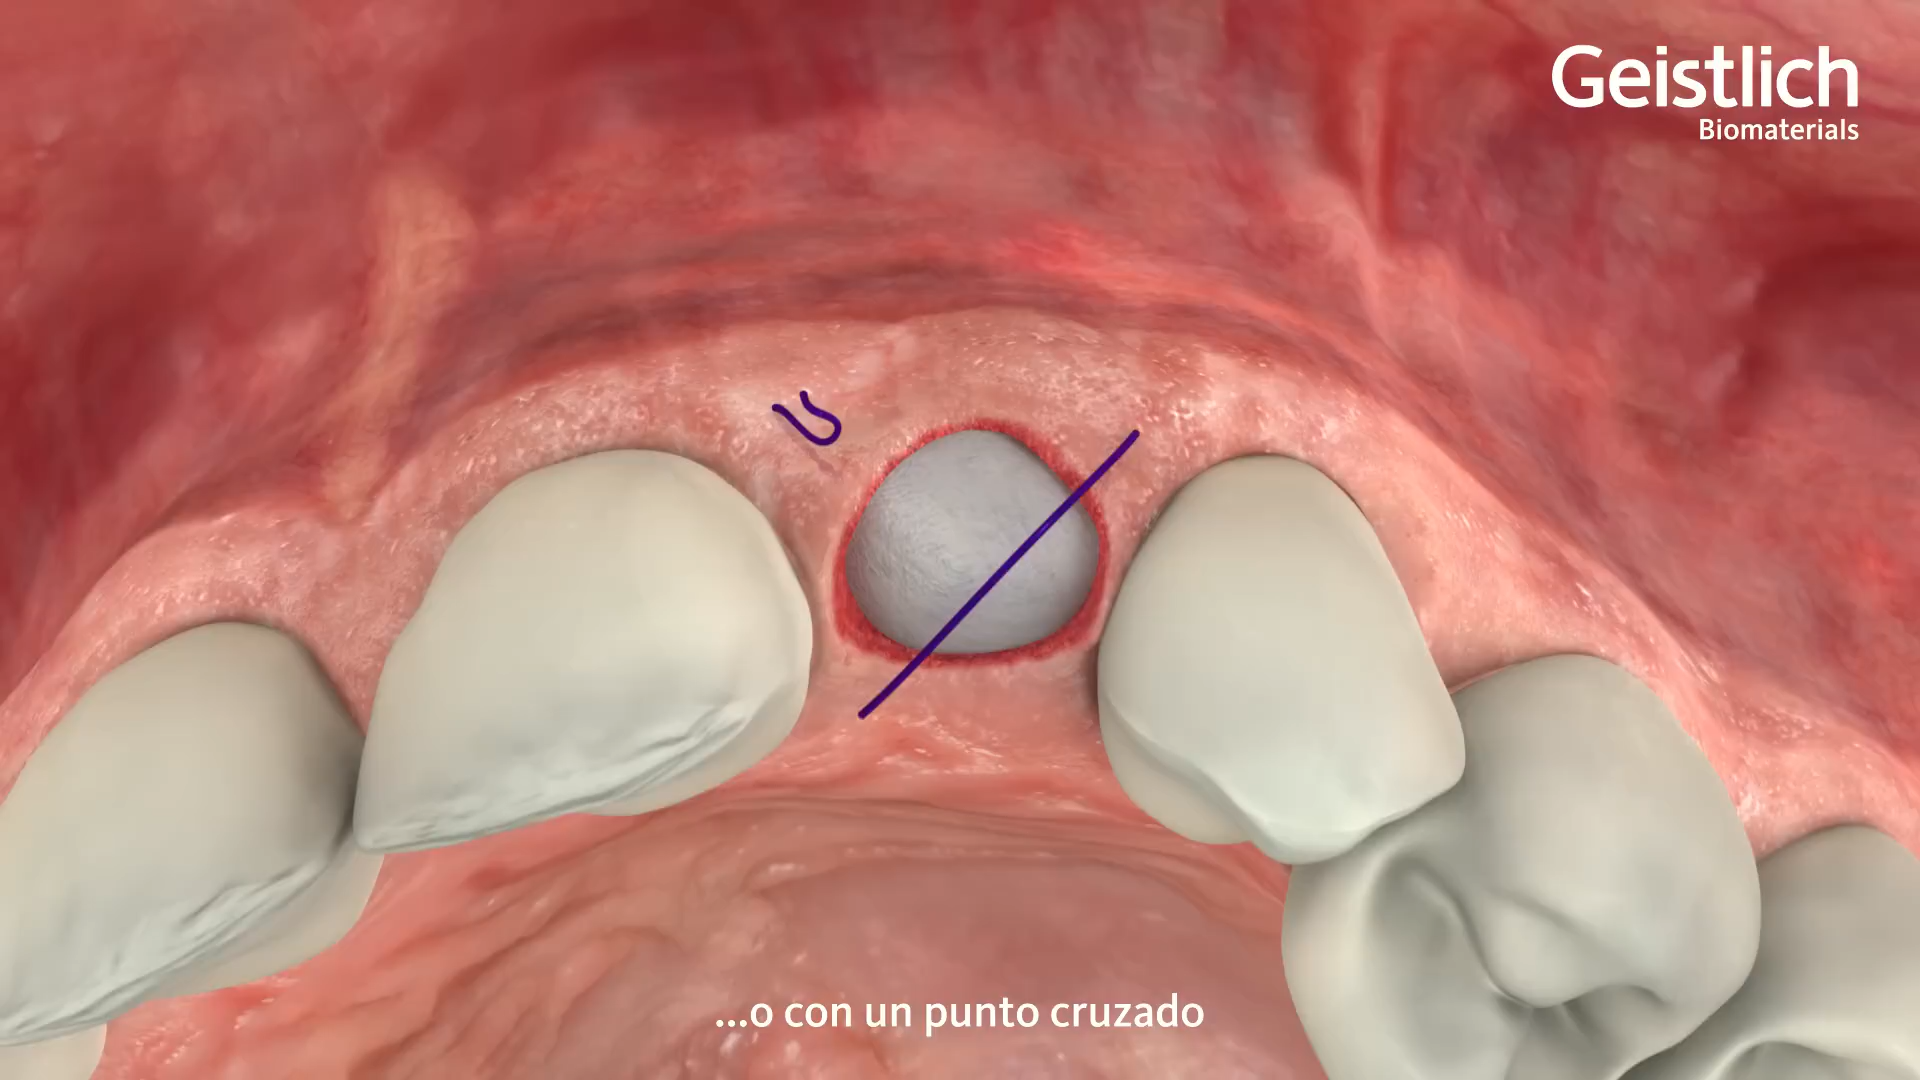 Geistlich
Biomaterials
...o con un punto cruzado